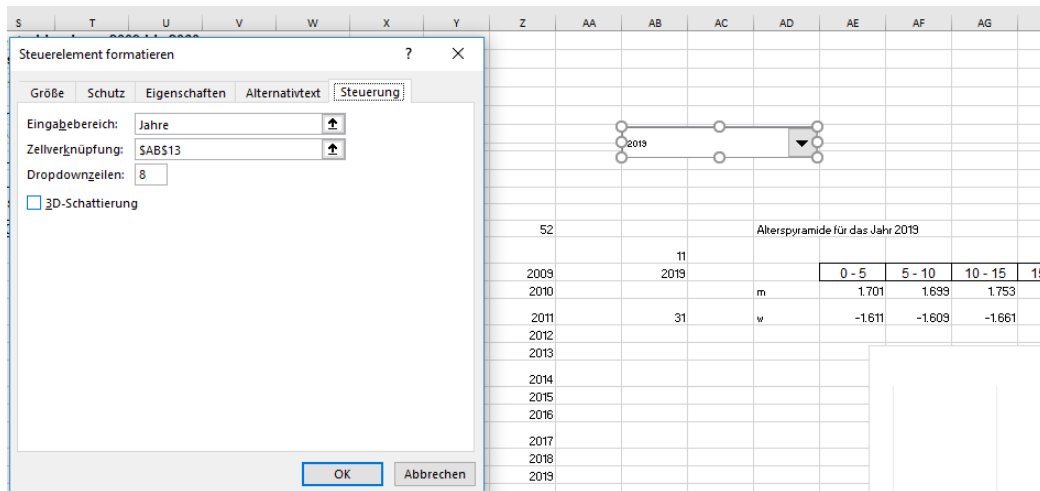 S T U V W X Y Z AA AB AC AD AE AF AG
Steuerelement formatieren ?
Größe Schutz Eigenschaften Alternativtext Steuerung
Eingabebereich: Jahre
Zellverknüpfung: $AB$13
Dropdownzeilen: 8
3D-Schattierung
OK Abbrechen
2019
52 Alterspyramide für das Jahr 2019
11
2009 2019 0 - 5 5 - 10 10 - 15
2010 m 1.701 1.699 1.753
2011 31 w -1.611 -1.609 -1.661
2012
2013
2014
2015
2016
2017
2018
2019